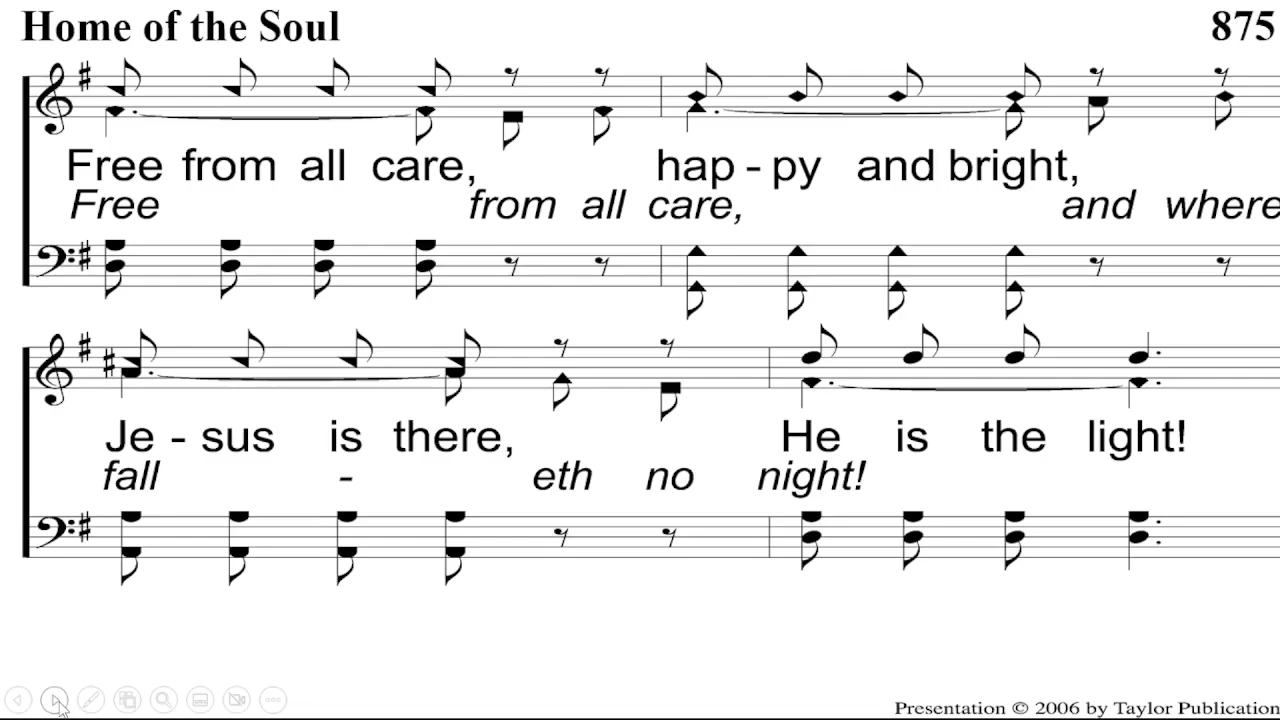 Home of the Soul 875
Free from all care, hap - py and bright,
Free from all care, and where
Je - sus is there, He is the light!
fall - eth no night!
Presentation © 2006 by Taylor Publication